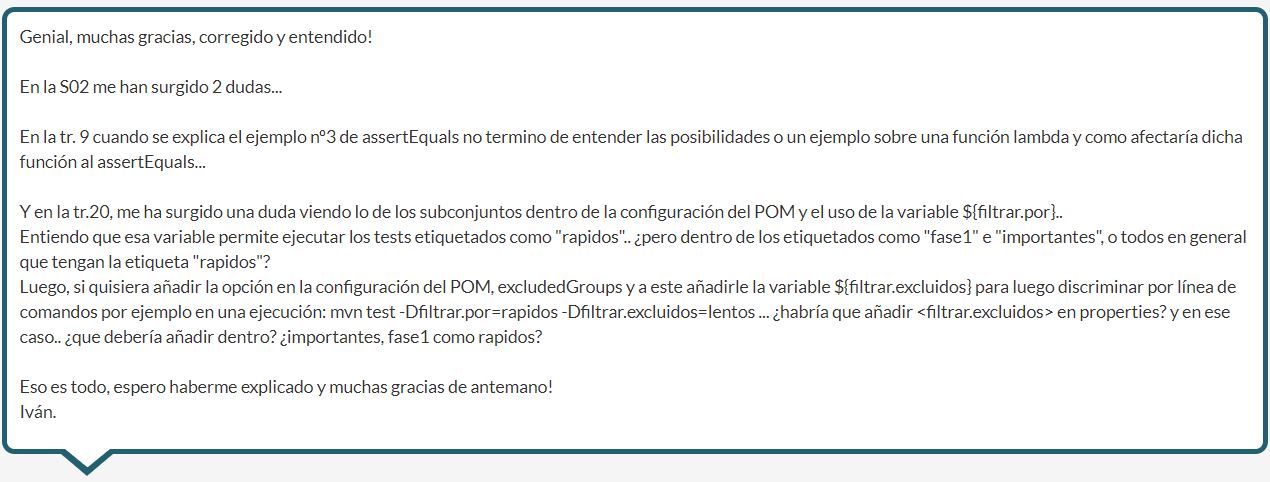 Genial, muchas gracias, corregido y entendido!
En la S02 me han surgido 2 dudas...
En la tr. 9 cuando se explica el ejemplo nº3 de assertEquals no termino de entender las posibilidades o un ejemplo sobre una función lambda y como afectaría dicha
función al assertEquals...
Y en la tr.20, me ha surgido una duda viendo lo de los subconjuntos dentro de la configuración del POM y el uso de la variable ${filtrar.por}..
Entiendo que esa variable permite ejecutar los tests etiquetados como "rapidos".. ¿pero dentro de los etiquetados como "fase1" e "importantes", o todos en general
que tengan la etiqueta "rapidos"?
Luego, si quisiera añadir la opción en la configuración del POM, excludedGroups y a este añadirle la variable ${filtrar.excluidos} para luego discriminar por línea de
comandos por ejemplo en una ejecución: mvn test -Dfiltrar.por=rapidos -Dfiltrar.excluidos=lentos ... ¿habría que añadir <filtrar.excluidos> en properties? y en ese
caso.. ¿que debería añadir dentro? ¿importantes, fase1 como rapidos?
Eso es todo, espero haberme explicado y muchas gracias de antemano!
Iván.